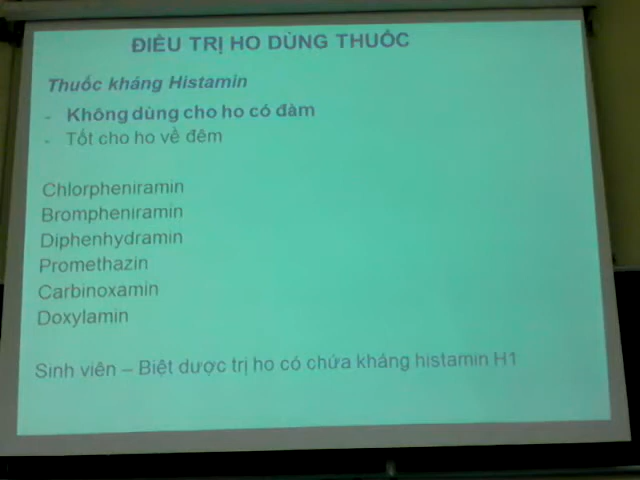 ĐIỀU TRỊ HO DÙNG THUỐC
Thuốc kháng Histamin
- Không dùng cho ho có đàm
- Tốt cho ho về đêm
Chlorpheniramin
Brompheniramin
Diphenhydramin
Promethazin
Carbinoxamin
Doxylamin
Sinh viên – Biệt dược trị ho có chứa kháng histamin H1